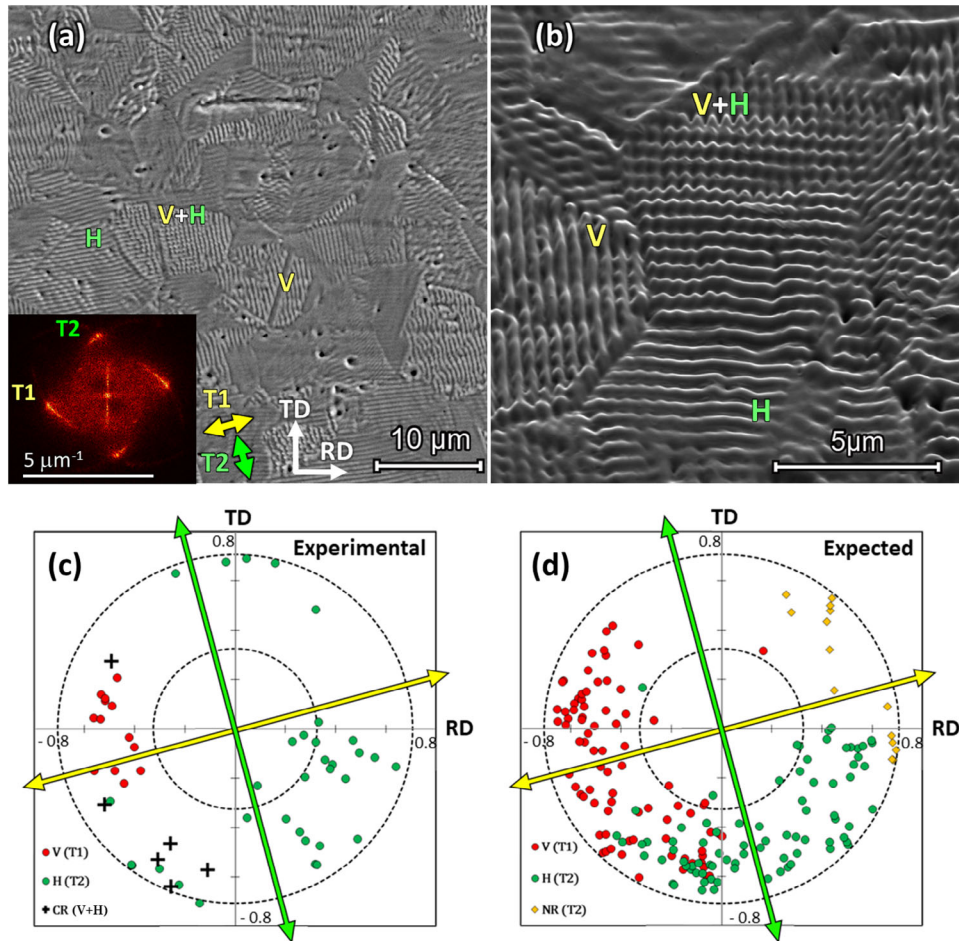 (a)
V+H
H
V
T2
T1
5 µm⁻¹
T1
T2
TD
RD
10 µm
(b)
V+H
V
H
5µm
(c)
TD
0.8
Experimental
RD
- 0.8
0.8
- 0.8
V (T1)
H (T2)
CR (V+H)
(d)
TD
0.8
Expected
RD
- 0.8
0.8
- 0.8
V (T1)
H (T2)
NR (T2)